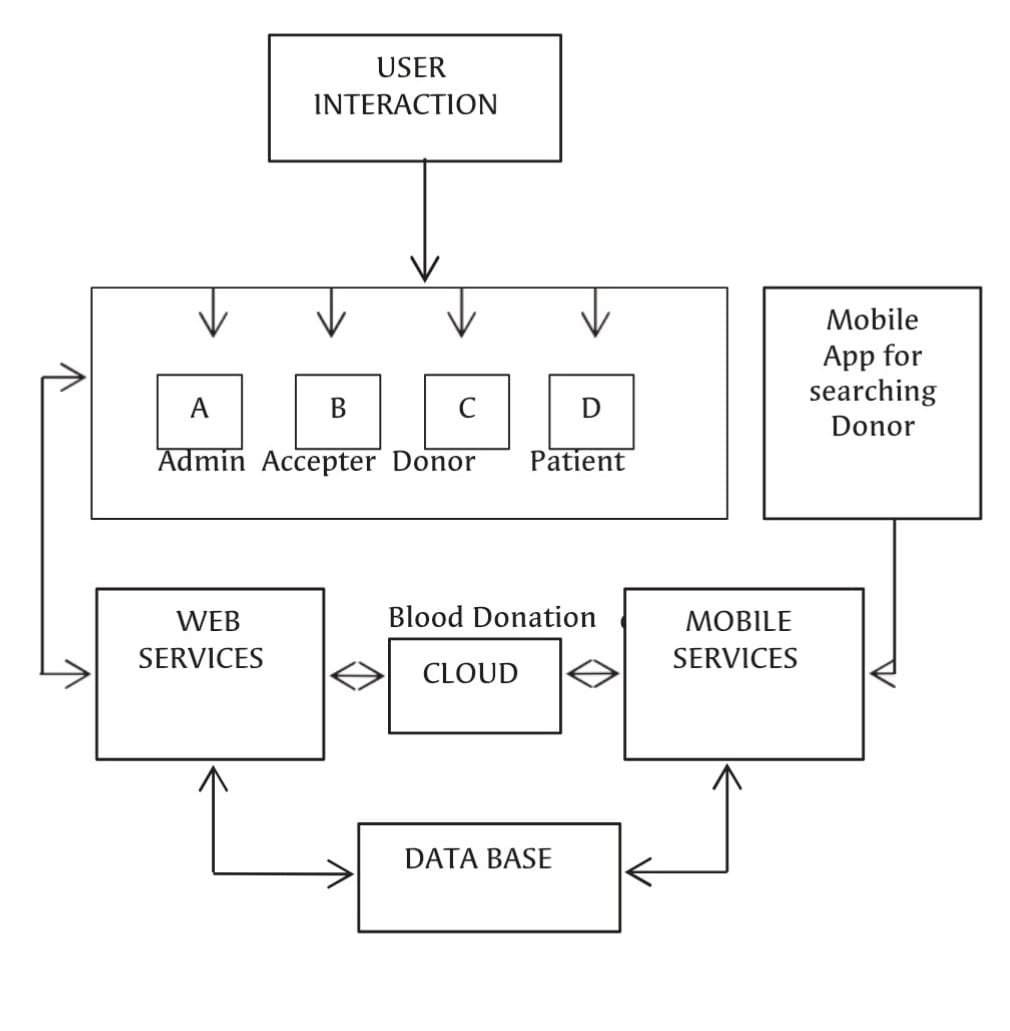 USER
INTERACTION
A B C D
Admin Accepter Donor Patient
Mobile
App for
searching
Donor
WEB
SERVICES
Blood Donation
CLOUD
MOBILE
SERVICES
DATA BASE